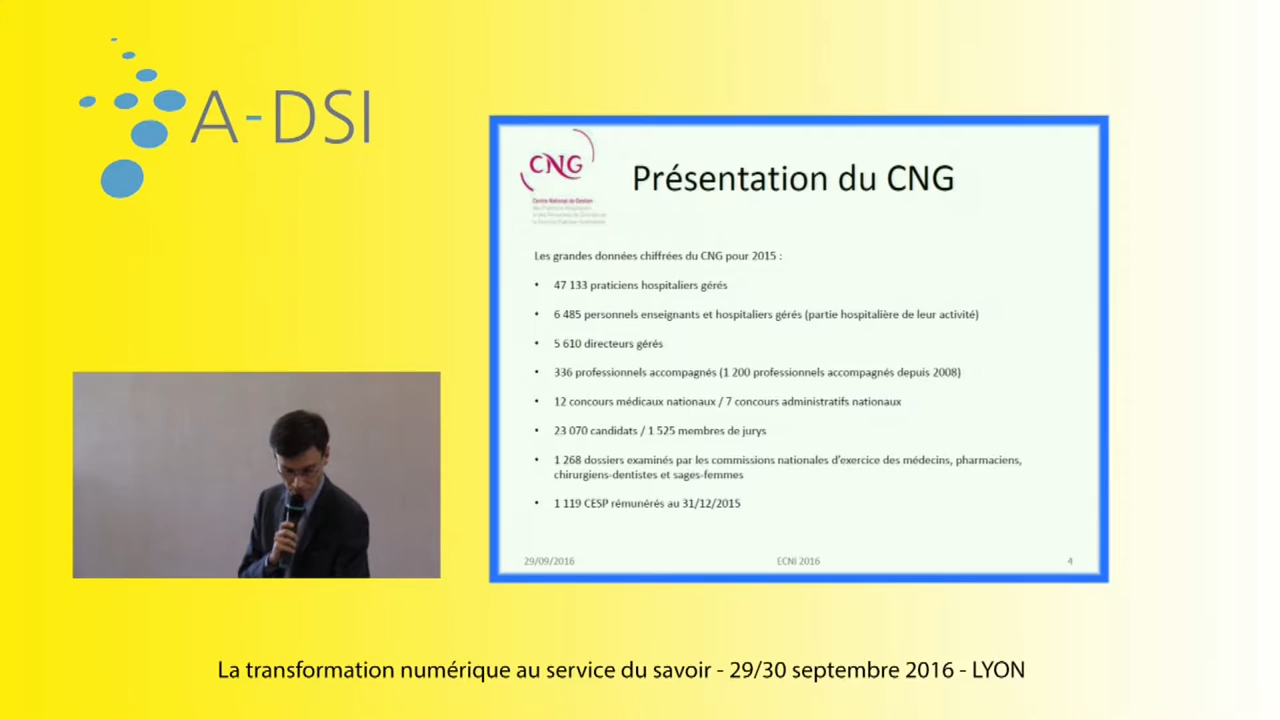 A-DSI
CNG
Centre National de Gestion
Présentation du CNG
Les grandes données chiffrées du CNG pour 2015 :
• 47 133 praticiens hospitaliers gérés
• 6 485 personnels enseignants et hospitaliers gérés (partie hospitalière de leur activité)
• 5 610 directeurs gérés
• 336 professionnels accompagnés (1 200 professionnels accompagnés depuis 2008)
• 12 concours médicaux nationaux / 7 concours administratifs nationaux
• 23 070 candidats / 1 525 membres de jurys
• 1 268 dossiers examinés par les commissions nationales d'exercice des médecins, pharmaciens,
chirurgiens-dentistes et sages-femmes
• 1 119 CESP rémunérés au 31/12/2015
29/09/2016
ECNI 2016
4
La transformation numérique au service du savoir - 29/30 septembre 2016 - LYON